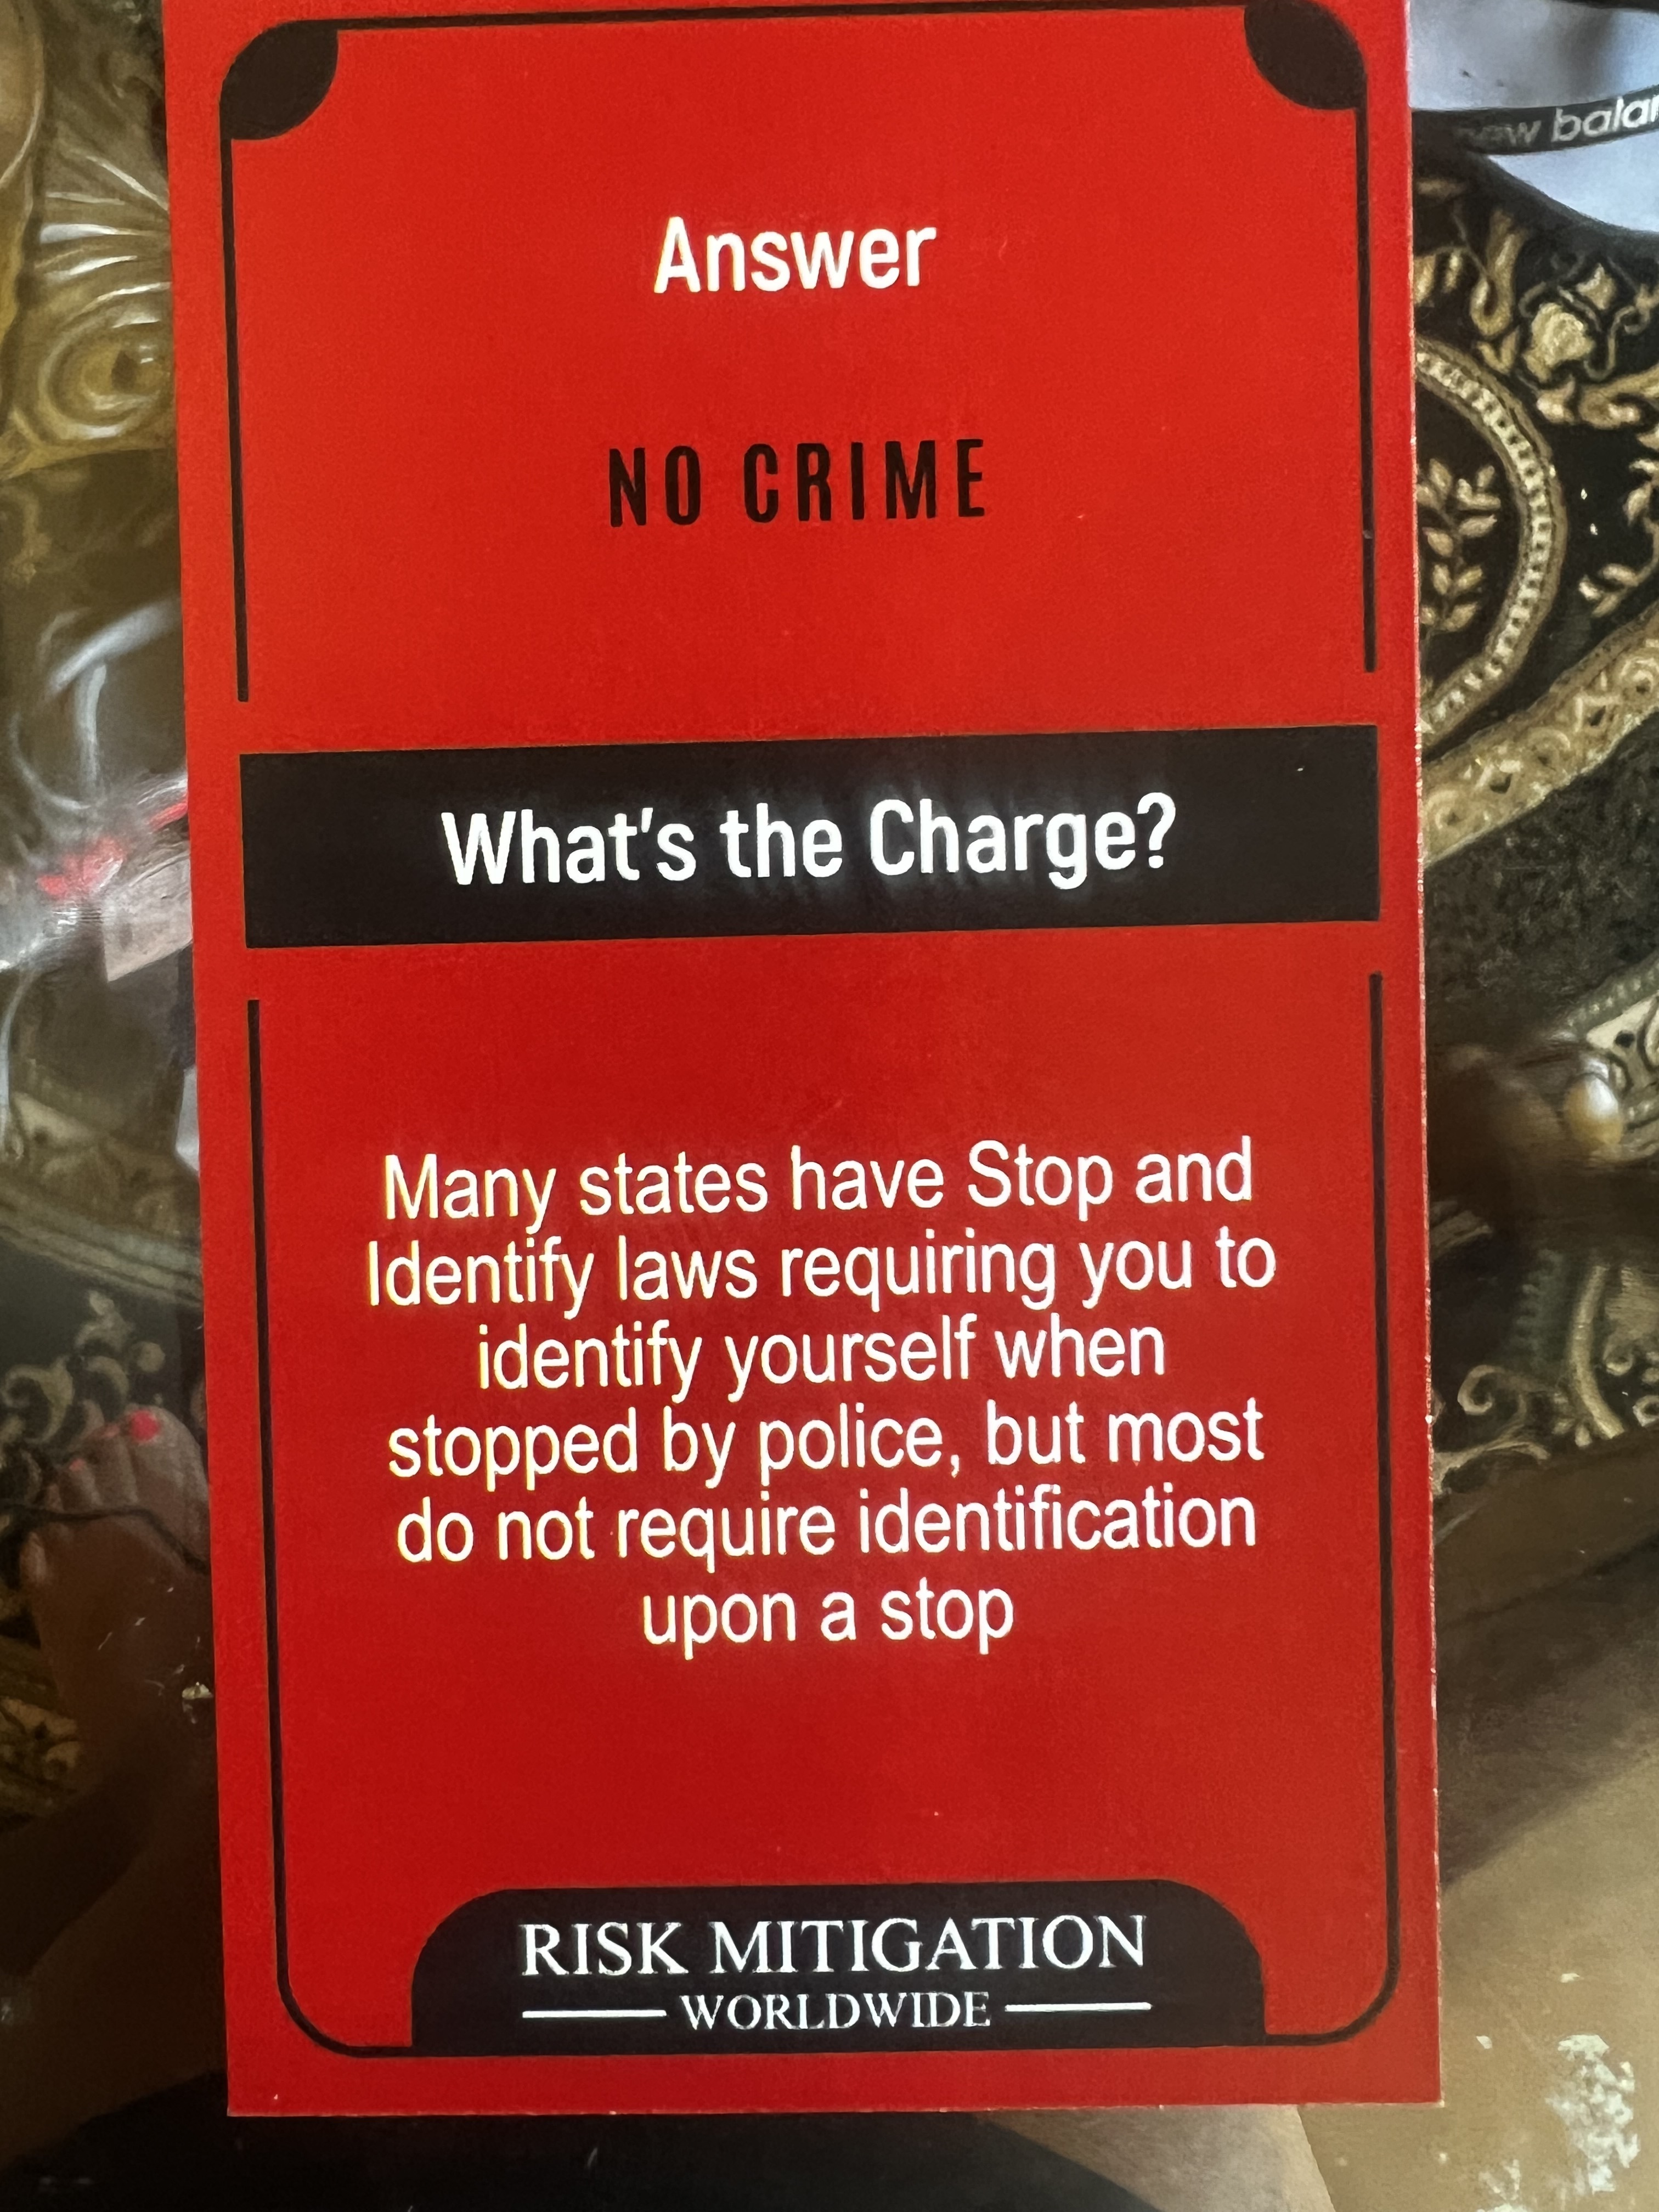 Answer
NO CRIME
What's the Charge?
Many states have Stop and
Identify laws requiring you to
identify yourself when
stopped by police, but most
do not require identification
upon a stop
RISK MITIGATION
WORLDWIDE